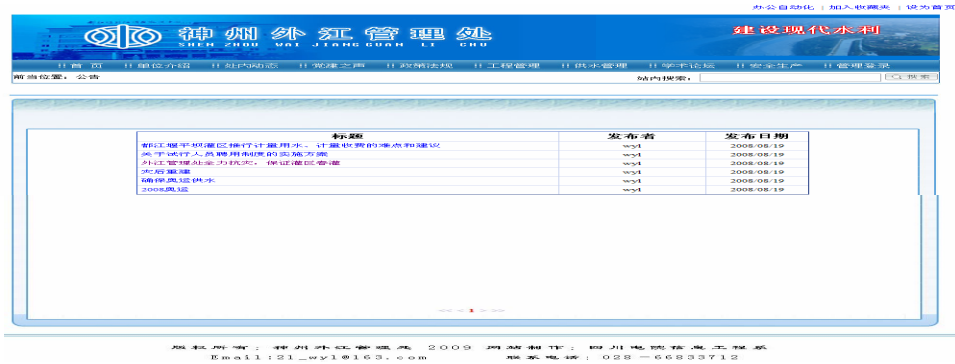 办公自动化 | 加入收藏夹 | 设为首页
神州外江管理处
SHEN ZHOU WAI JIANG GUAN LI CHU
建设现代水利
首 页 单位介绍 处内动态 党建之声 政策法规 工程管理 供水管理 学术论坛 安全生产 管理登录
前当位置：公告 站内搜索： 搜索
标题 发布者 发布日期
都江堰平坝灌区推行计量用水、计量收费的难点和建议 wyl 2008/08/19
关于试行人员聘用制度的实施方案 wyl 2008/08/19
外江管理处全力抗灾，保证灌区春灌 wyl 2008/08/19
灾后重建 wyl 2008/08/19
确保奥运供水 wyl 2008/08/19
2008奥运 wyl 2008/08/19
<< < 1 > >>
版权所有：神州外江管理处 2009 网站制作：四川电院信息工程系
Email:21_wyl@163.com 联系电话：028－66833712